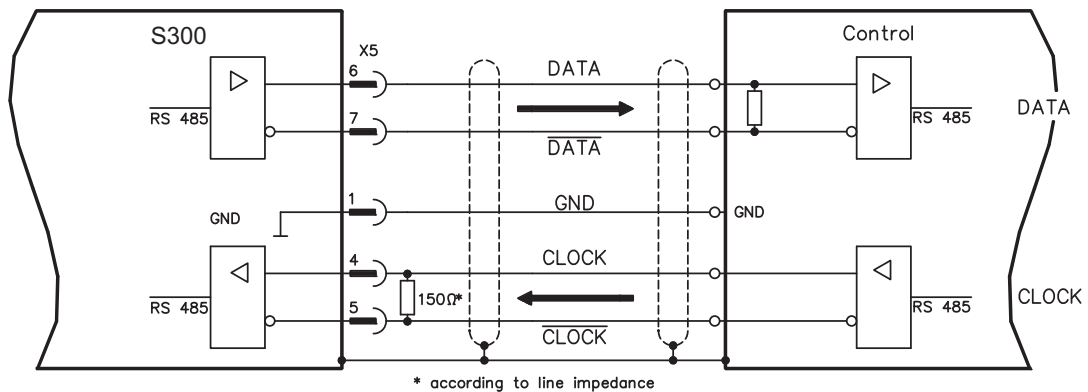 S300
Control
X5
6
DATA
DATA
RS 485
RS 485
7
DATA
1
GND
GND
GND
4
CLOCK
150Ω*
CLOCK
RS 485
RS 485
5
CLOCK
* according to line impedance